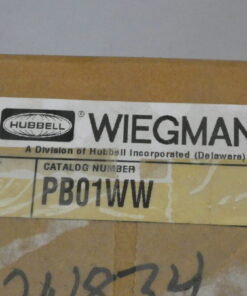 HUBBELL
® WIEGMAN
A Division of Hubbell Incorporated (Delaware)
CATALOG NUMBER
PB01WW